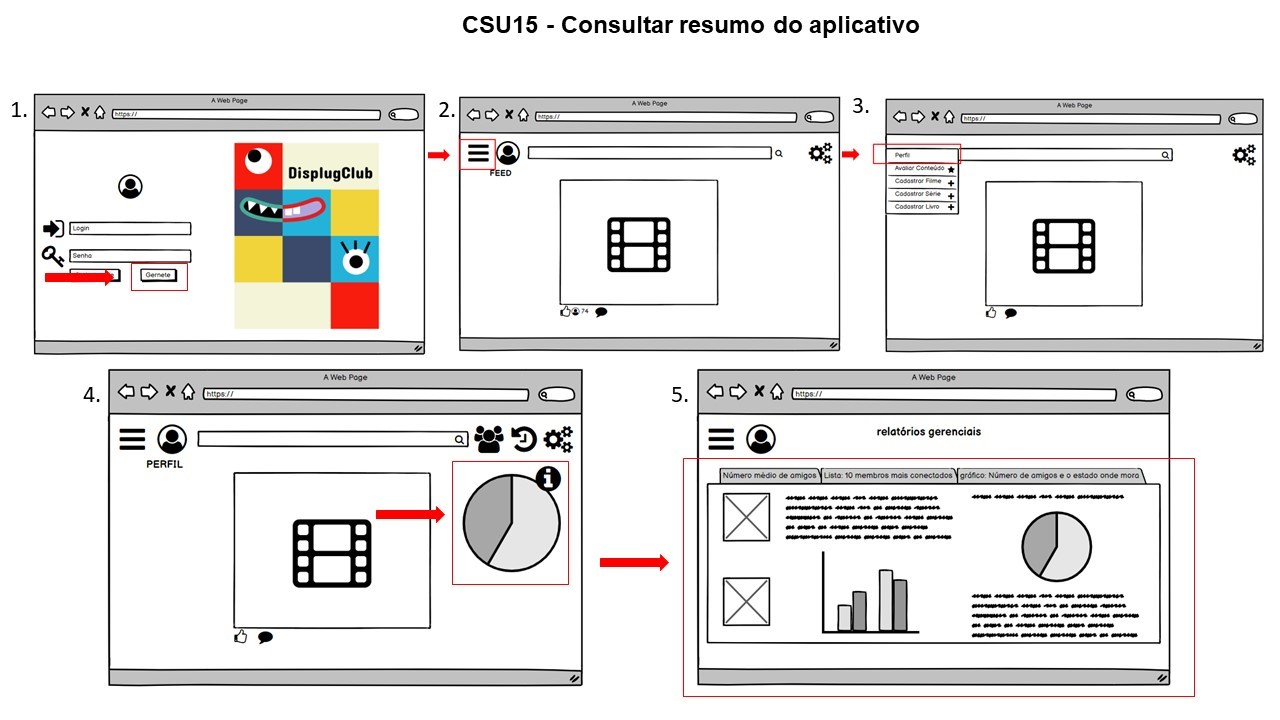 CSU15 - Consultar resumo do aplicativo
1.
A Web Page
https://
DisplugClub
Login
Senha
Gernete
2.
A Web Page
https://
FEED
74
3.
A Web Page
https://
Perfil
Avaliar Conteúdo
Cadastrar Filme
Cadastrar Série
Cadastrar Livro
4.
A Web Page
https://
PERFIL
i
5.
A Web Page
https://
relatórios gerenciais
Número médio de amigos
Lista: 10 membros mais conectados
gráfico: Número de amigos e o estado onde mora